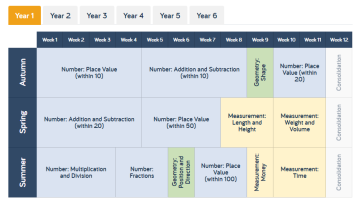 Year 1 Year 2 Year 3 Year 4 Year 5 Year 6
Week 1 Week 2 Week 3 Week 4 Week 5 Week 6 Week 7 Week 8 Week 9 Week 10 Week 11 Week 12
Autumn
Number: Place Value
(within 10)
Number: Addition and Subtraction
(within 10)
Geometry:
Shape
Number: Place
Value (within
20)
Consolidation
Spring
Number: Addition and Subtraction
(within 20)
Number: Place Value
(within 50)
Measurement:
Length and
Height
Measurement:
Weight and
Volume
Consolidation
Summer
Number: Multiplication
and Division
Number:
Fractions
Geometry:
Position and
Direction
Number: Place
Value
(within 100)
Measurement:
Money
Measurement:
Time
Consolidation